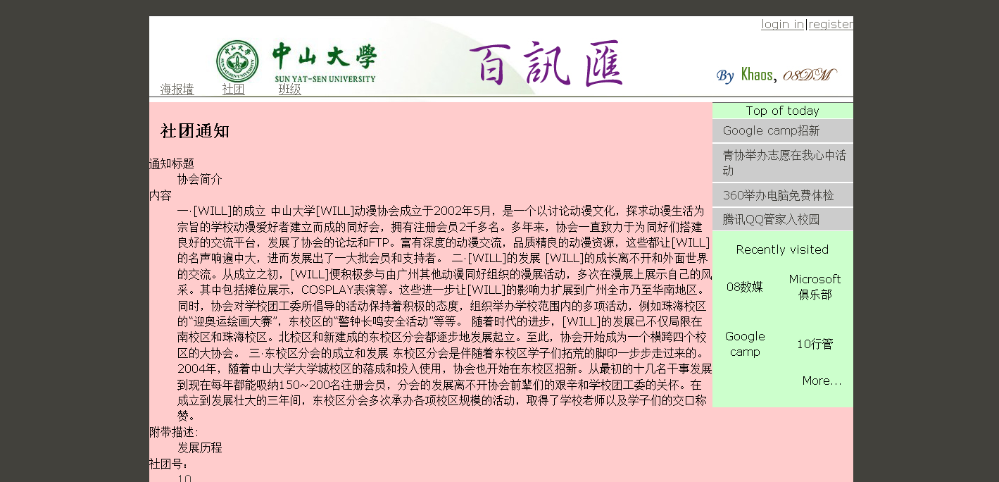 login in|register
中山大學
SUN YAT-SEN UNIVERSITY
百訊匯
By Khaos, 08DM
海报墙 社团 班级
社团通知
通知标题
协会简介
内容
一·[WILL]的成立 中山大学[WILL]动漫协会成立于2002年5月，是一个以讨论动漫文化，探求动漫生活为
宗旨的学校动漫爱好者建立而成的同好会，拥有注册会员2千多名。多年来，协会一直致力于为同好们搭建
良好的交流平台，发展了协会的论坛和FTP。富有深度的动漫交流，品质精良的动漫资源，这些都让[WILL]
的名声响遍中大，进而发展出了一大批会员和支持者。 二·[WILL]的发展 [WILL]的成长离不开和外面世界
的交流。从成立之初，[WILL]便积极参与由广州其他动漫同好组织的漫展活动，多次在漫展上展示自己的风
采。其中包括摊位展示，COSPLAY表演等。这些进一步让[WILL]的影响力扩展到广州全市乃至华南地区。
同时，协会对学校团工委所倡导的活动保持着积极的态度，组织举办学校范围内的多项活动，例如珠海校区
的“迎奥运绘画大赛”，东校区的“警钟长鸣安全活动”等等。 随着时代的进步，[WILL]的发展已不仅局限在
南校区和珠海校区。北校区和新建成的东校区分会都逐步地发展起立。至此，协会开始成为一个横跨四个校
区的大协会。 三·东校区分会的成立和发展 东校区分会是伴随着东校区学子们拓荒的脚印一步步走过来的。
2004年，随着中山大学大学城校区的落成和投入使用，协会也开始在东校区招新。从最初的十几名干事发展
到现在每年都能吸纳150~200名注册会员，分会的发展离不开协会前辈们的艰辛和学校团工委的关怀。在
成立到发展壮大的三年间，东校区分会多次承办各项校区规模的活动，取得了学校老师以及学子们的交口称
赞。
附带描述:
发展历程
社团号：
10
Top of today
Google camp招新
青协举办志愿在我心中活
动
360举办电脑免费体检
腾讯QQ管家入校园
Recently visited
08数媒
Microsoft
俱乐部
Google
camp
10行管
More...